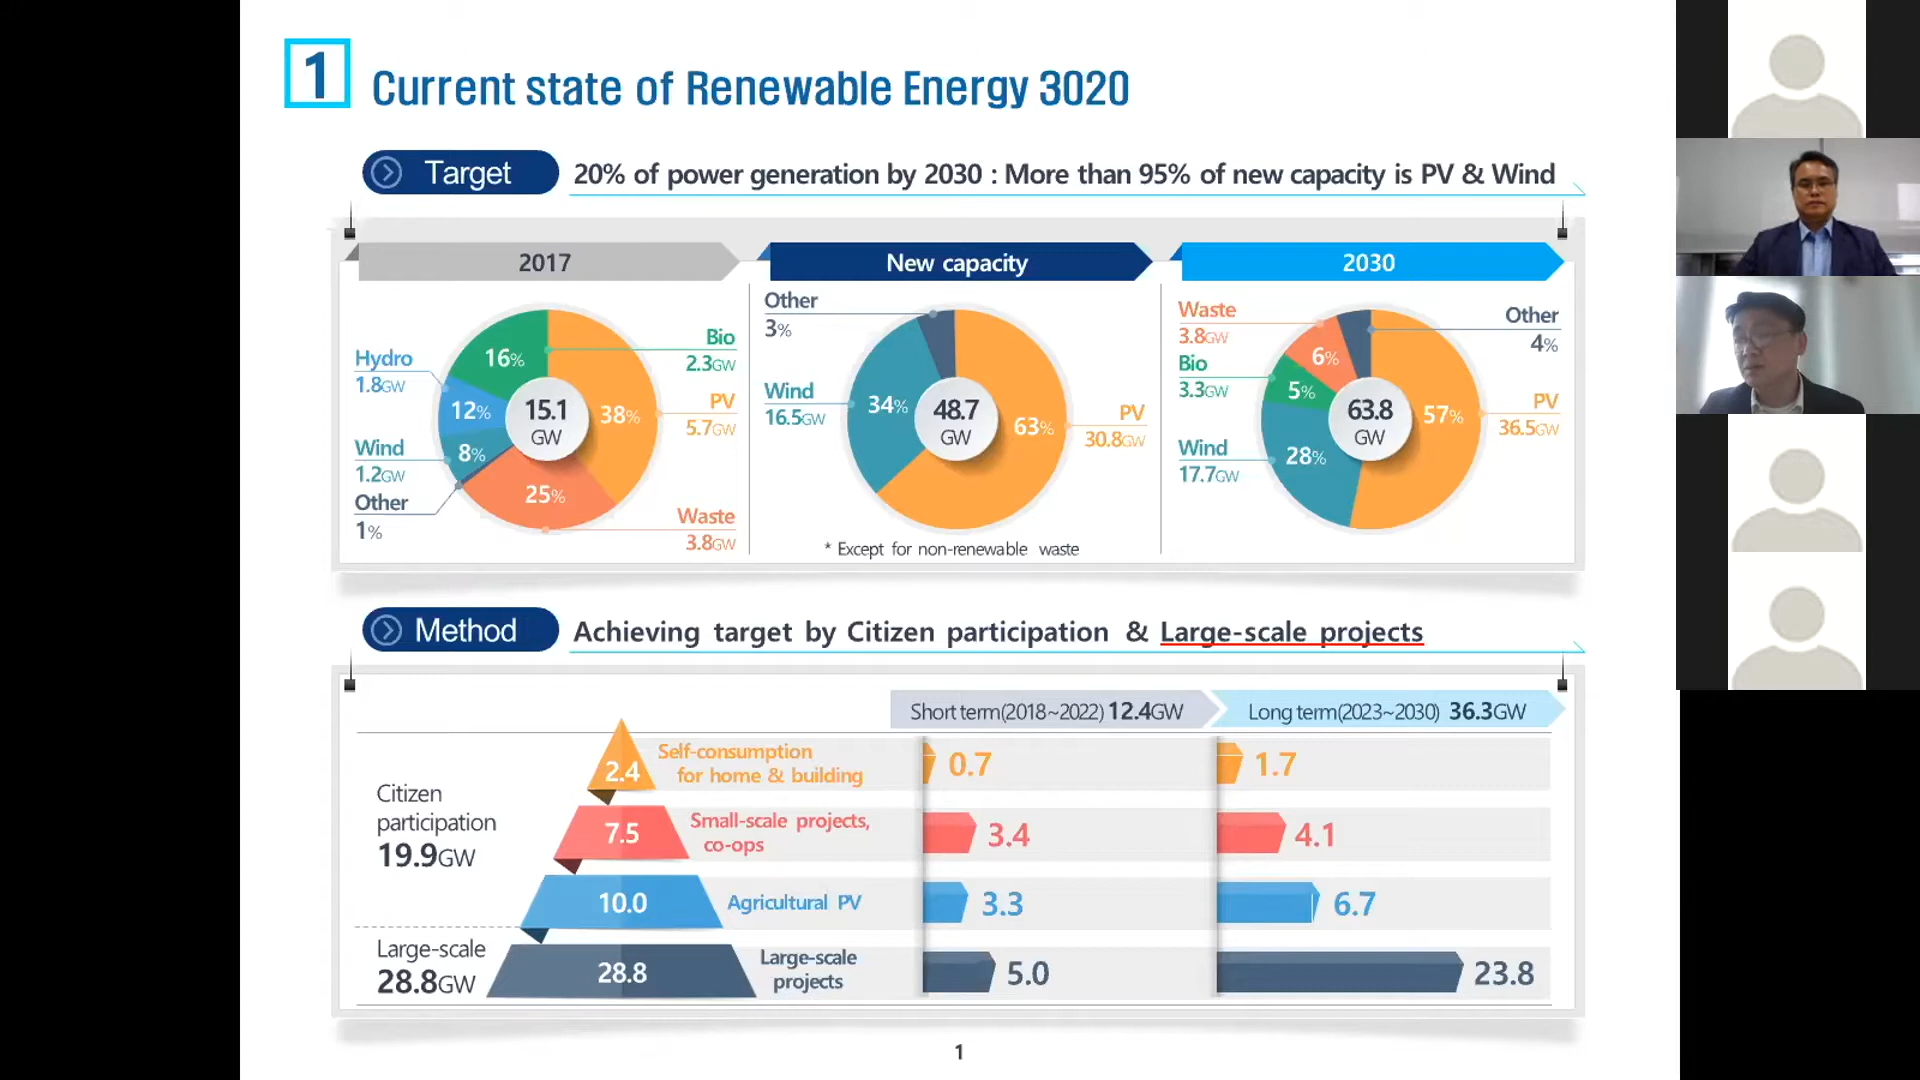 1
Current state of Renewable Energy 3020
Target
20% of power generation by 2030 : More than 95% of new capacity is PV & Wind
2017
Hydro
1.8GW
Wind
1.2GW
Other
1%
16%
12%
8%
25%
38%
15.1
GW
Bio
2.3GW
PV
5.7GW
Waste
3.8GW
New capacity
Other
3%
Wind
16.5GW
34%
48.7
GW
63%
PV
30.8GW
* Except for non-renewable waste
2030
Waste
3.8GW
Bio
3.3GW
Wind
17.7GW
6%
5%
28%
63.8
GW
57%
Other
4%
PV
36.5GW
Method
Achieving target by Citizen participation & Large-scale projects
Short term(2018~2022) 12.4GW
Long term(2023~2030) 36.3GW
Citizen
participation
19.9GW
2.4
Self-consumption
for home & building
0.7
1.7
7.5
Small-scale projects,
co-ops
3.4
4.1
10.0
Agricultural PV
3.3
6.7
Large-scale
28.8GW
28.8
Large-scale
projects
5.0
23.8
1